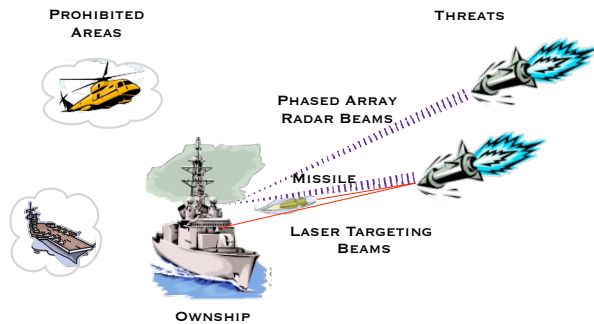 Prohibited
Areas
Threats
Phased Array
Radar Beams
Missile
Laser Targeting
Beams
Ownship